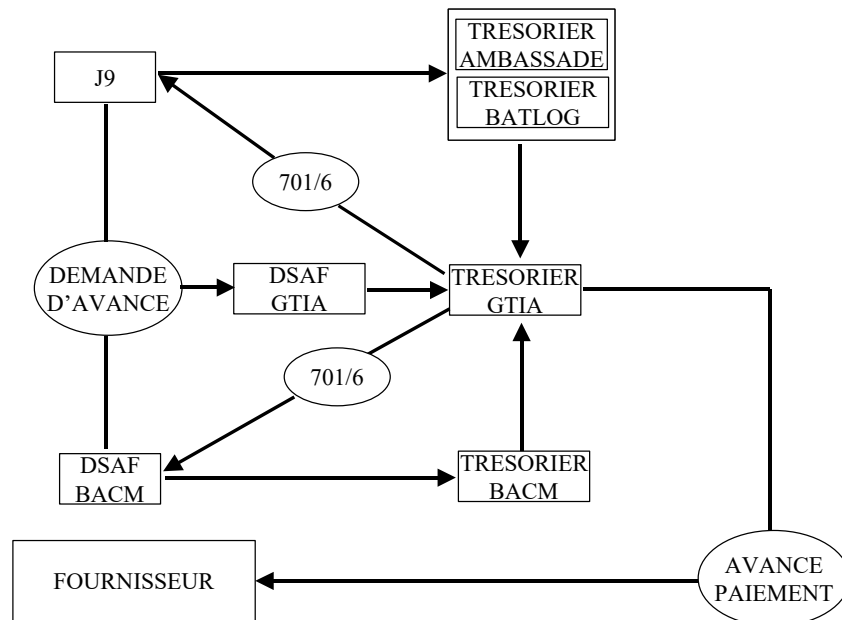 TRESORIER
AMBASSADE
J9
TRESORIER
BATLOG
701/6
DEMANDE
D'AVANCE
DSAF
GTIA
TRESORIER
GTIA
701/6
DSAF
BACM
TRESORIER
BACM
FOURNISSEUR
AVANCE
PAIEMENT